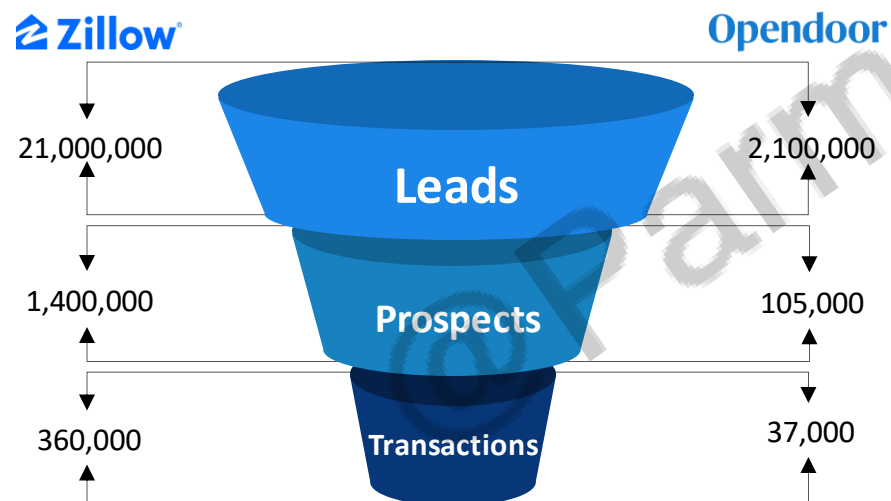 Zillow
Opendoor
21,000,000
Leads
2,100,000
1,400,000
Prospects
105,000
360,000
Transactions
37,000
@Parm